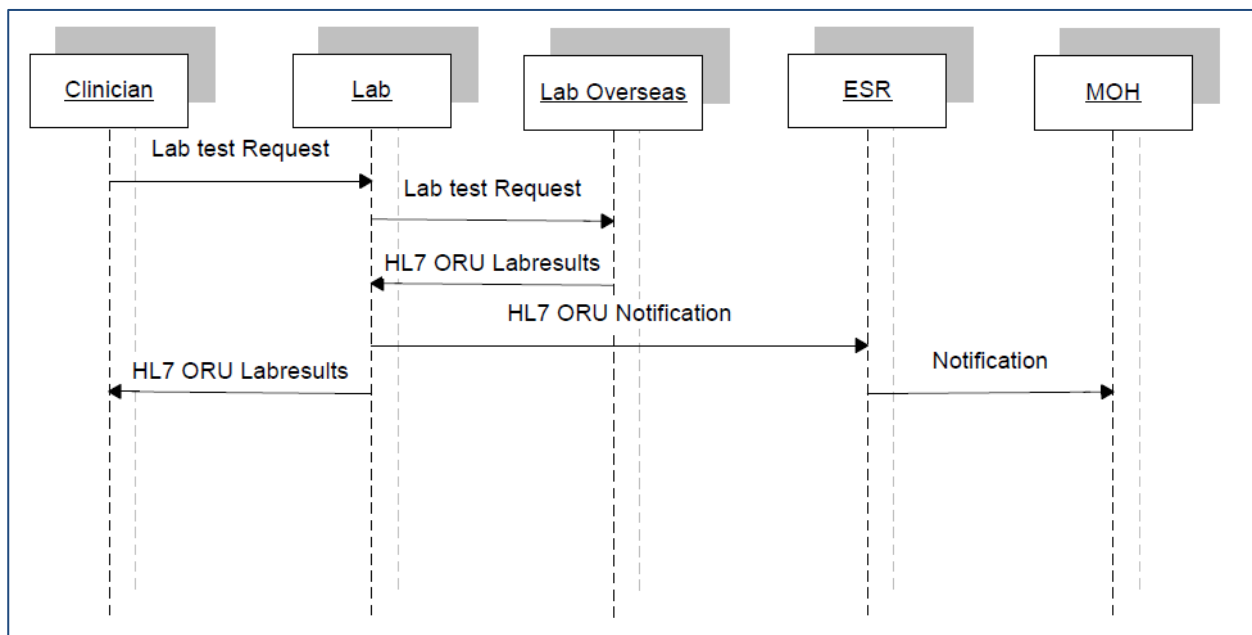 Clinician
Lab
Lab Overseas
ESR
MOH
Lab test Request
Lab test Request
HL7 ORU Labresults
HL7 ORU Notification
HL7 ORU Labresults
Notification